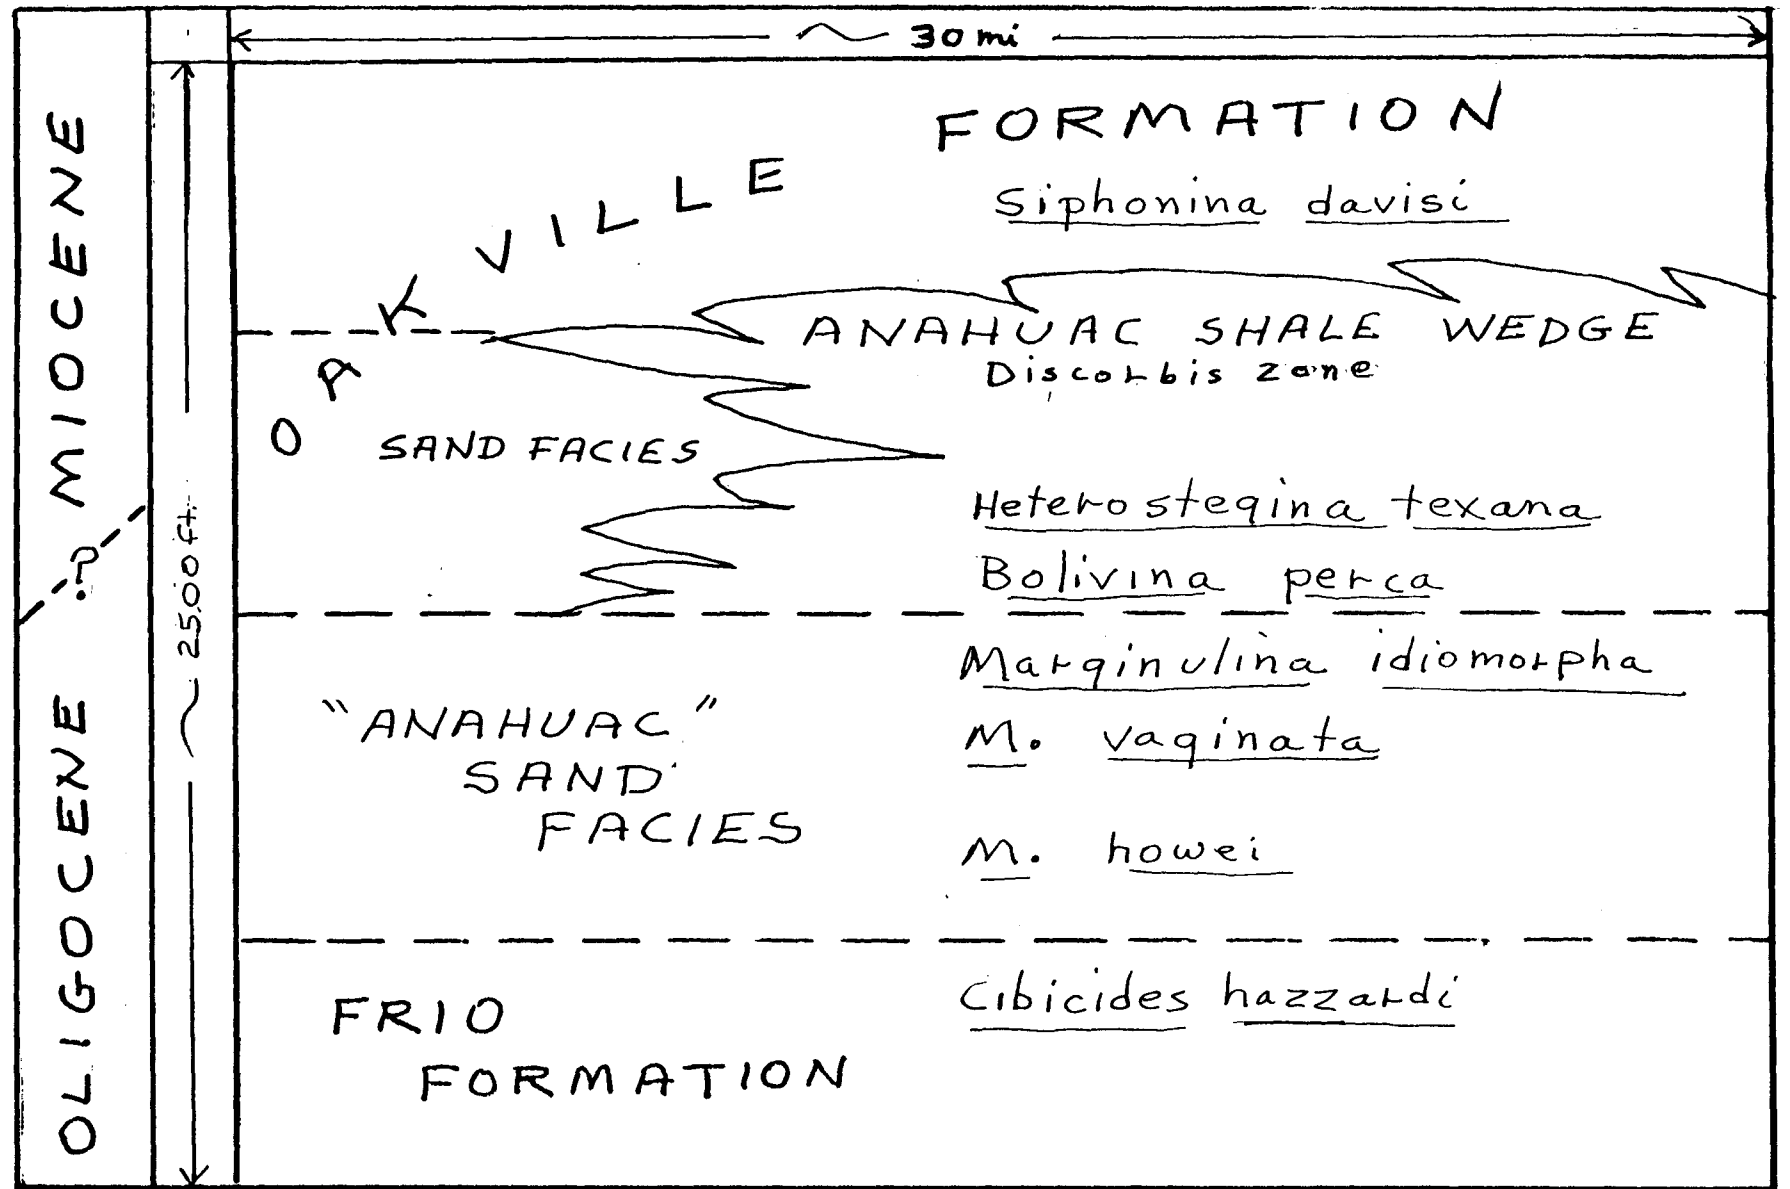 ~ 30 mi
MIOCENE
?
OLIGOCENE
~ 2500 ft.
OAKVILLE FORMATION
Siphonina davisi
ANAHUAC SHALE WEDGE
Discorbis zone
SAND FACIES
Heterostegina texana
Bolivina perca
Marginulina idiomorpha
"ANAHUAC"
SAND
FACIES
M. vaginata
M. howei
Cibicides hazzardi
FRIO
FORMATION